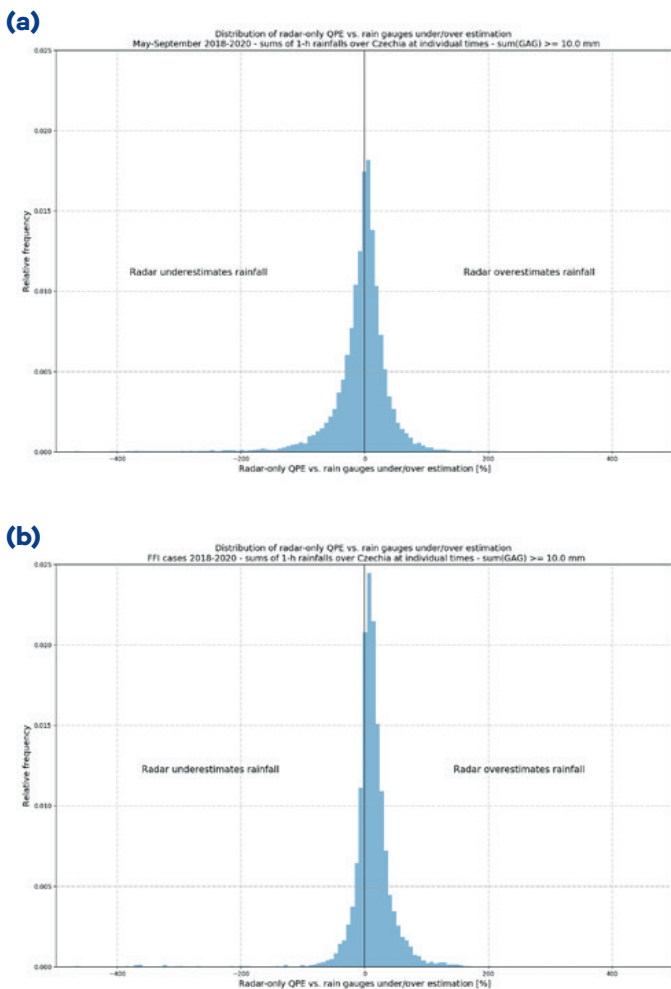 (a)
Distribution of radar-only QPE vs. rain gauges under/over estimation
May-September 2018-2020 - sums of 1-h rainfalls over Czechia at individual times - sum(GAG) >= 10.0 mm
0.025
0.020
0.015
0.010
0.005
0.000
Relative frequency
Radar underestimates rainfall
Radar overestimates rainfall
−400
−200
0
200
400
Radar-only QPE vs. rain gauges under/over estimation [%]
(b)
Distribution of radar-only QPE vs. rain gauges under/over estimation
FFI cases 2018-2020 - sums of 1-h rainfalls over Czechia at individual times - sum(GAG) >= 10.0 mm
0.025
0.020
0.015
0.010
0.005
0.000
Relative frequency
Radar underestimates rainfall
Radar overestimates rainfall
−400
−200
0
200
400
Radar-only QPE vs. rain gauges under/over estimation [%]